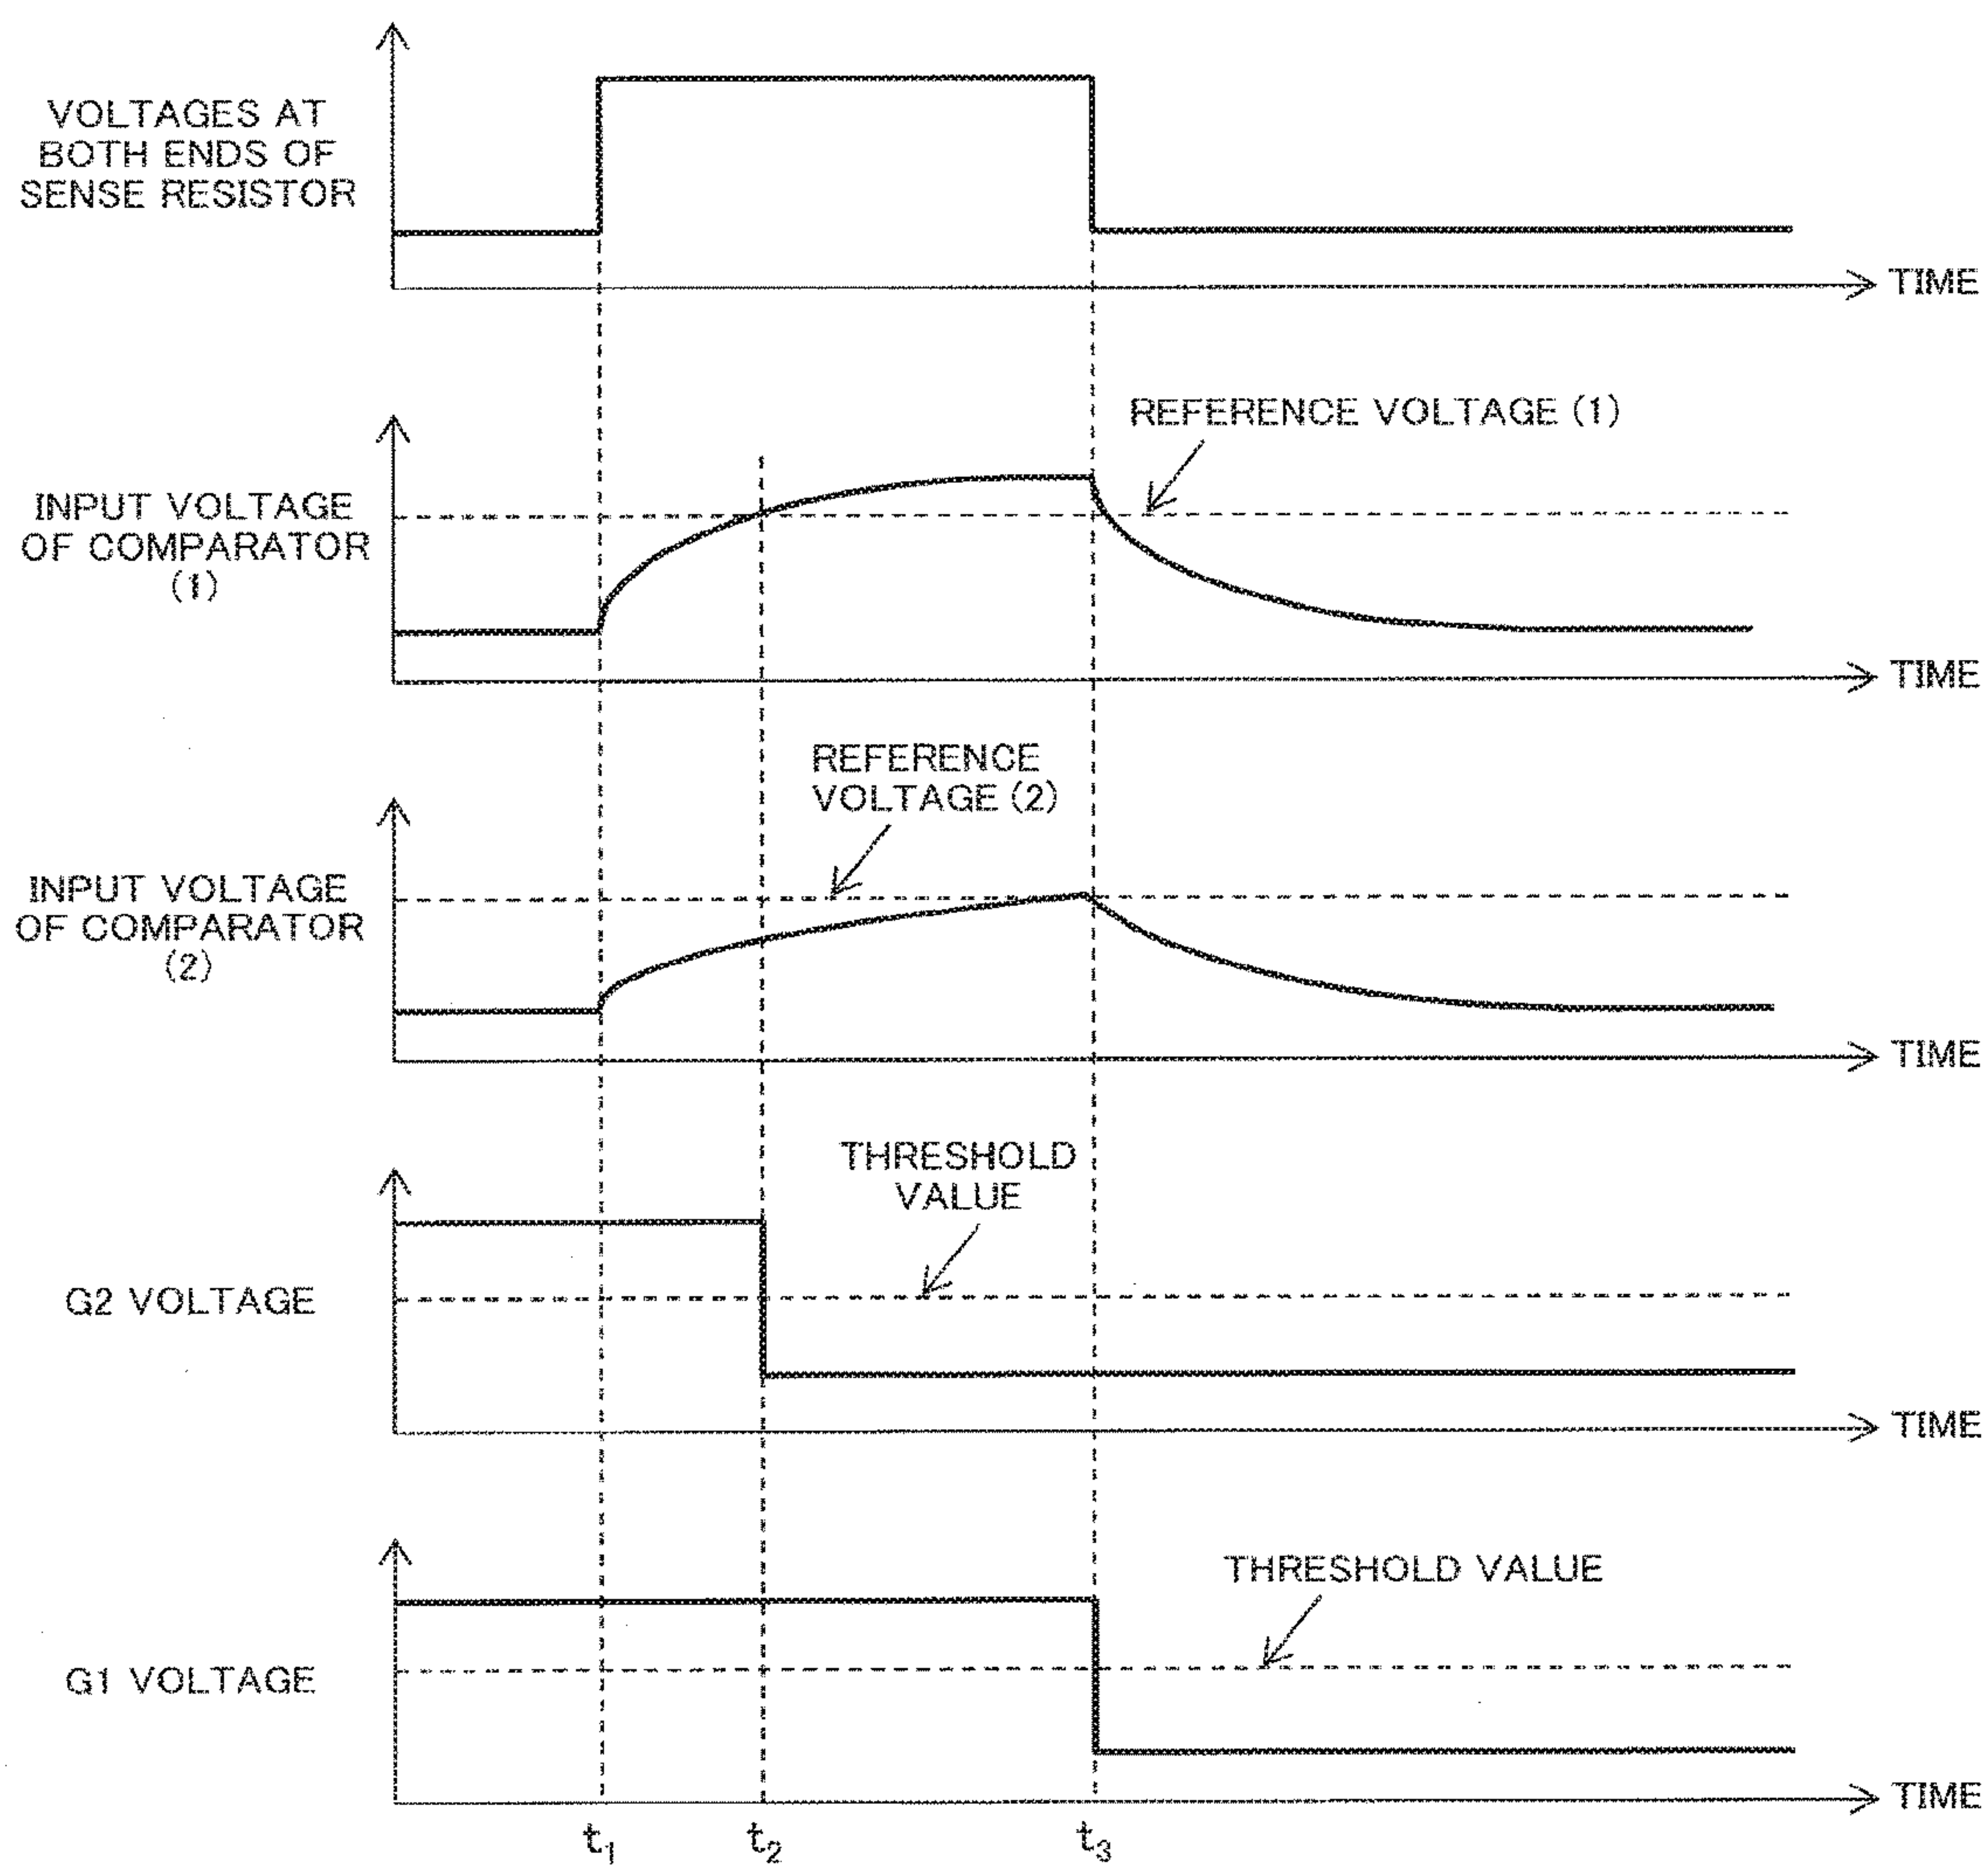 VOLTAGES AT
BOTH ENDS OF
SENSE RESISTOR
TIME
REFERENCE VOLTAGE (1)
INPUT VOLTAGE
OF COMPARATOR
(1)
TIME
REFERENCE
VOLTAGE (2)
INPUT VOLTAGE
OF COMPARATOR
(2)
TIME
THRESHOLD
VALUE
G2 VOLTAGE
TIME
THRESHOLD VALUE
G1 VOLTAGE
TIME
t1 t2 t3